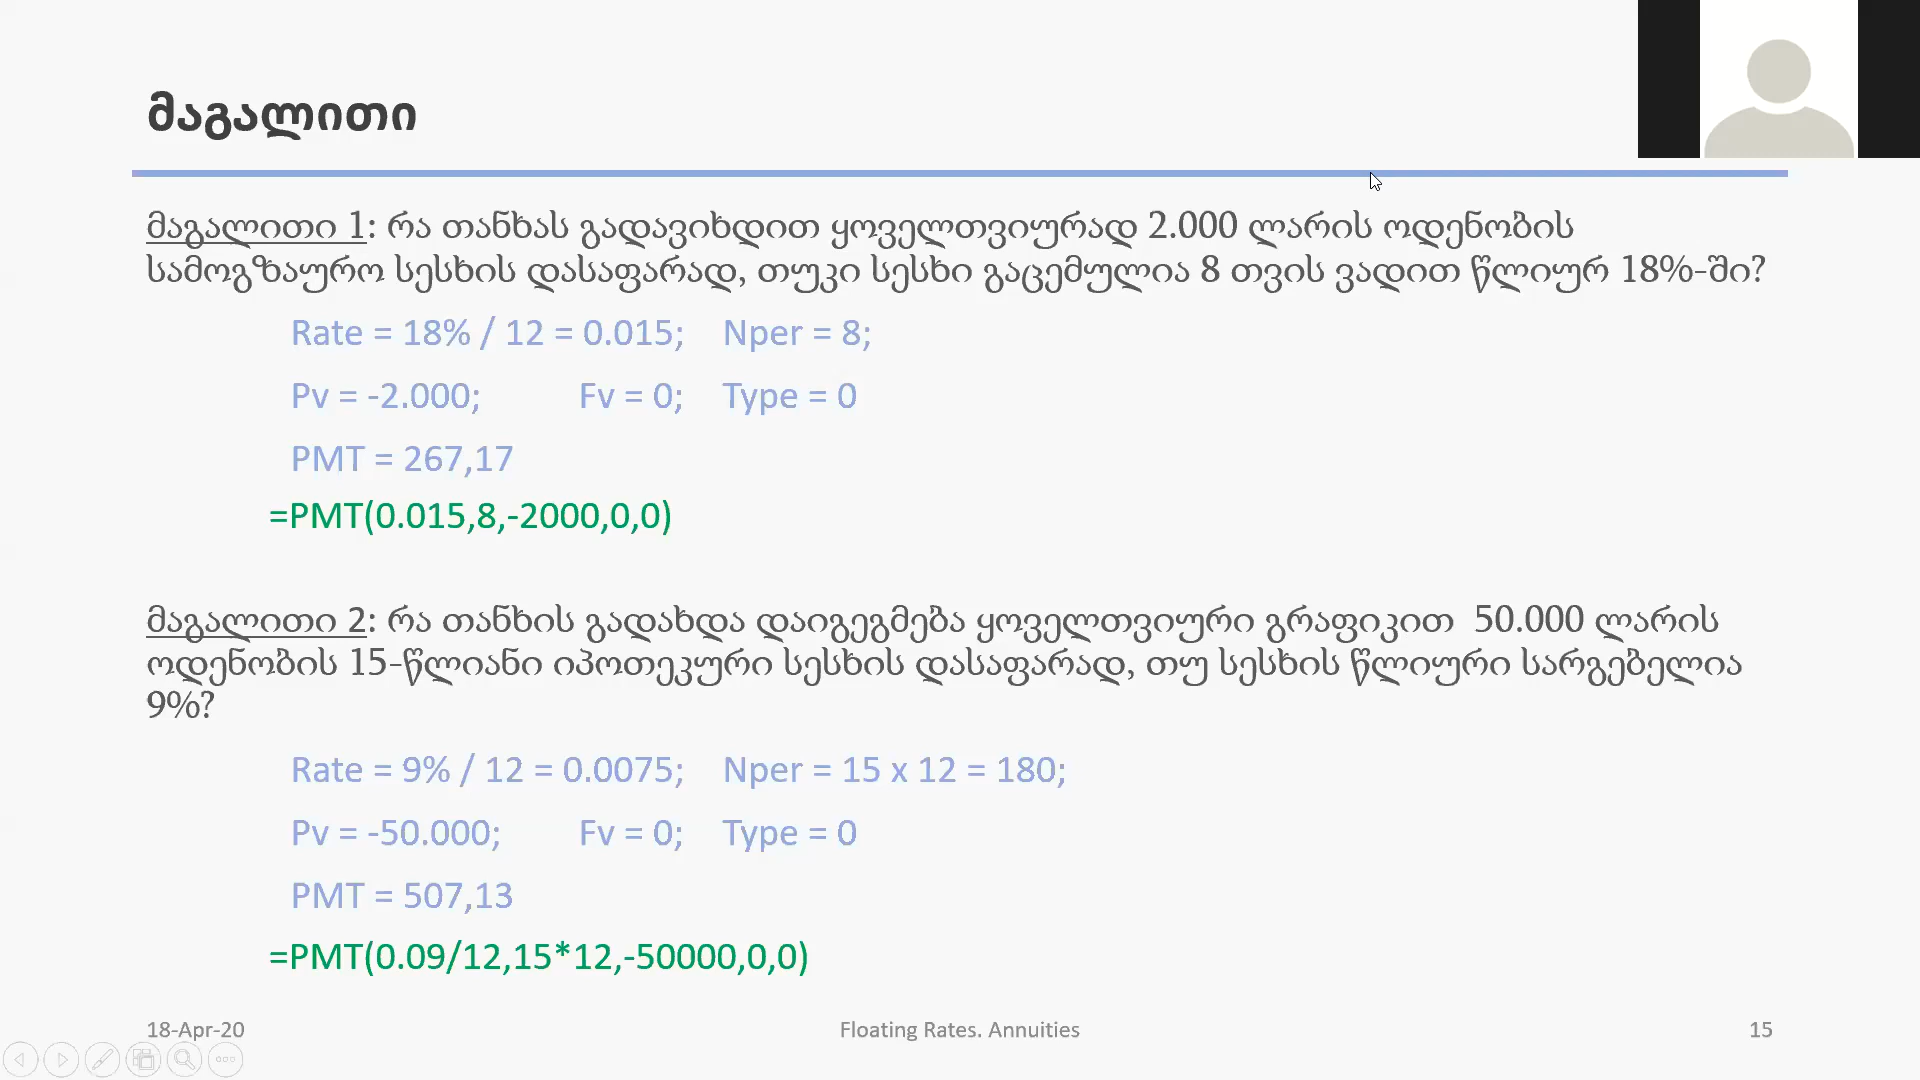 მაგალითი
მაგალითი 1: რა თანხას გადავიხდით ყოველთვიურად 2.000 ლარის ოდენობის
სამოგზაურო სესხის დასაფარად, თუკი სესხი გაცემულია 8 თვის ვადით წლიურ 18%-ში?
Rate = 18% / 12 = 0.015; Nper = 8;
Pv = -2.000; Fv = 0; Type = 0
PMT = 267,17
=PMT(0.015,8,-2000,0,0)
მაგალითი 2: რა თანხის გადახდა დაიგეგმება ყოველთვიური გრაფიკით 50.000 ლარის
ოდენობის 15-წლიანი იპოთეკური სესხის დასაფარად, თუ სესხის წლიური სარგებელია
9%?
Rate = 9% / 12 = 0.0075; Nper = 15 x 12 = 180;
Pv = -50.000; Fv = 0; Type = 0
PMT = 507,13
=PMT(0.09/12,15*12,-50000,0,0)
18-Apr-20 Floating Rates. Annuities 15